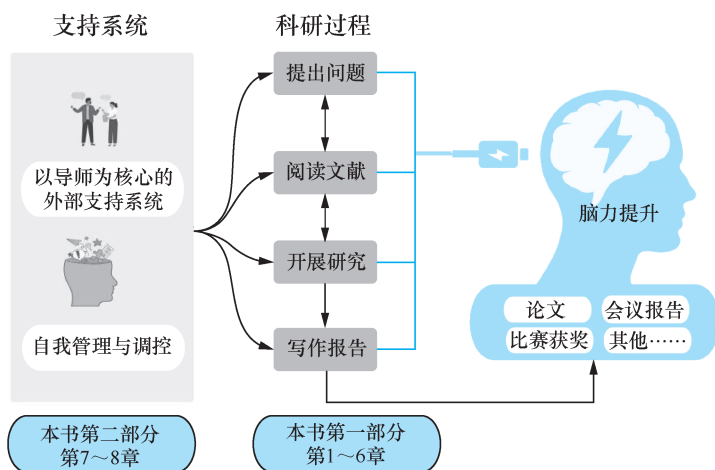 支持系统
科研过程
以导师为核心的
外部支持系统
自我管理与调控
提出问题
阅读文献
开展研究
写作报告
脑力提升
论文
会议报告
比赛获奖
其他……
本书第二部分
第7～8章
本书第一部分
第1～6章